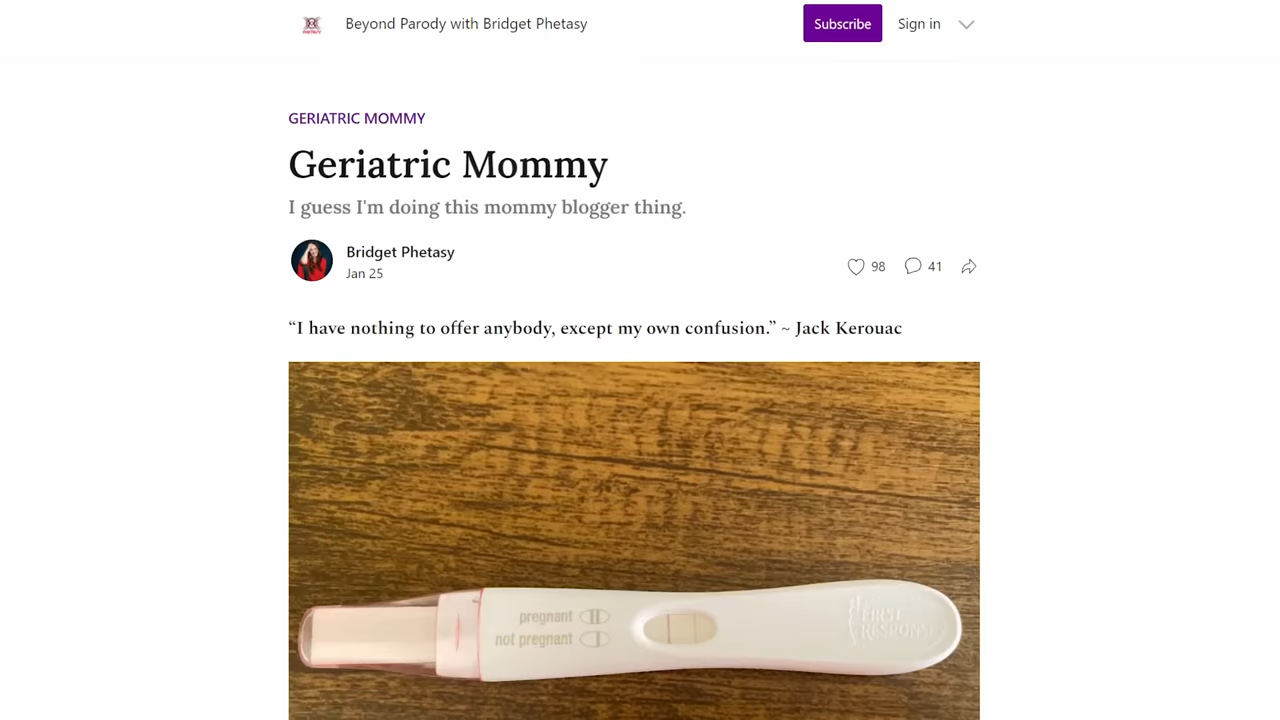 Beyond Parody with Bridget Phetasy
Subscribe
Sign in
GERIATRIC MOMMY
Geriatric Mommy
I guess I'm doing this mommy blogger thing.
Bridget Phetasy
Jan 25
98
41
“I have nothing to offer anybody, except my own confusion.” ~ Jack Kerouac
pregnant
not pregnant
FIRST
RESPONSE